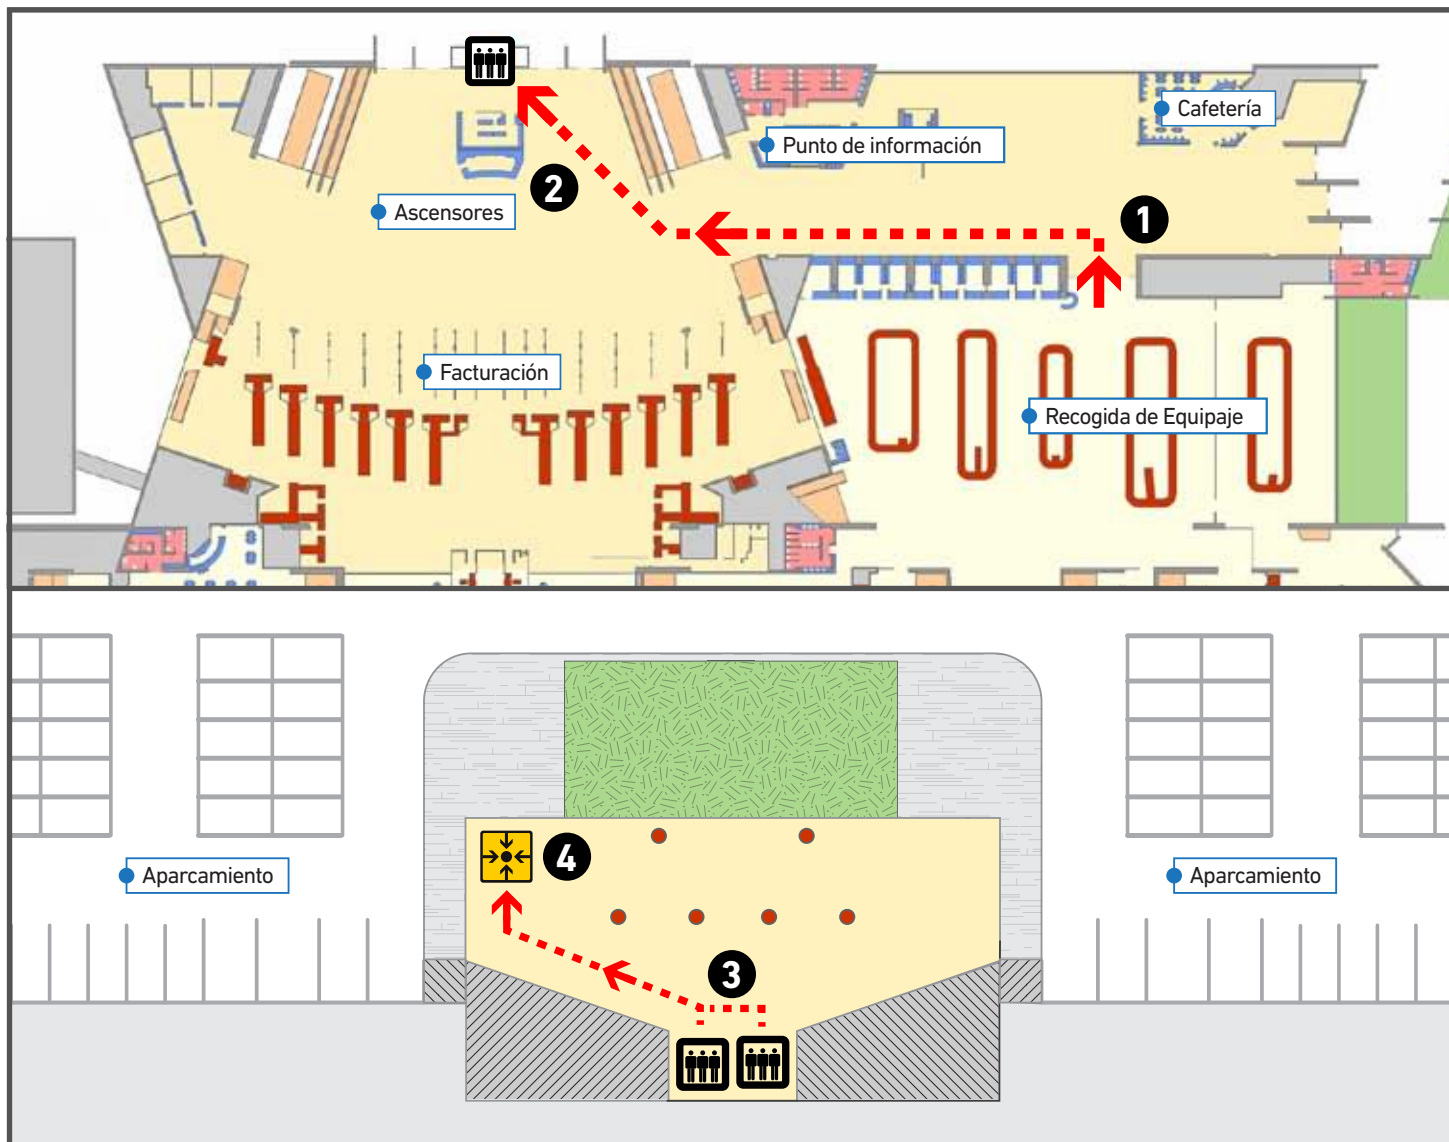 Cafetería
Punto de información
2
Ascensores
1
Facturación
Recogida de Equipaje
4
Aparcamiento
Aparcamiento
3